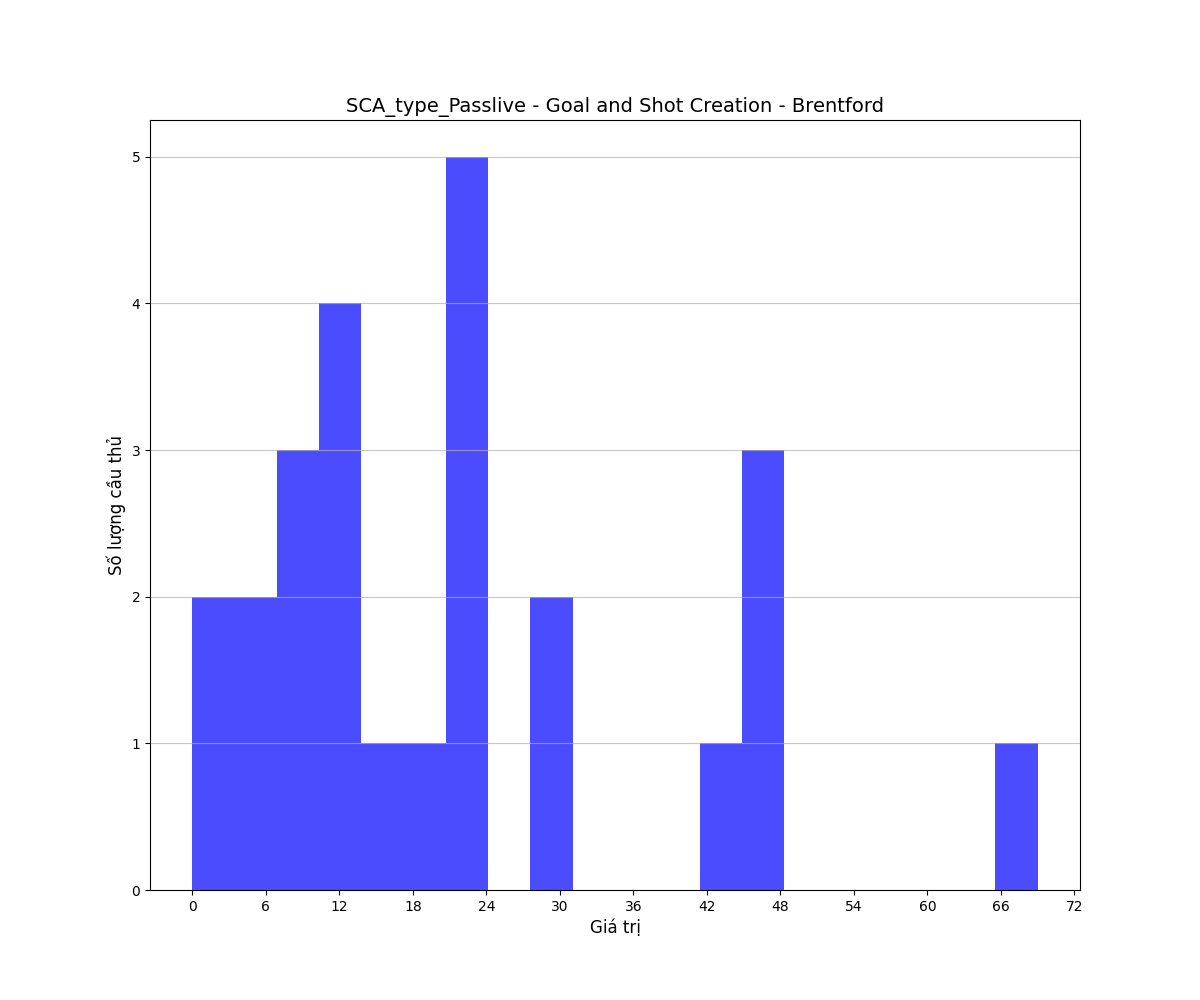 SCA_type_Passlive - Goal and Shot Creation - Brentford
Số lượng cầu thủ
5
4
3
2
1
0
0 6 12 18 24 30 36 42 48 54 60 66 72
Giá trị